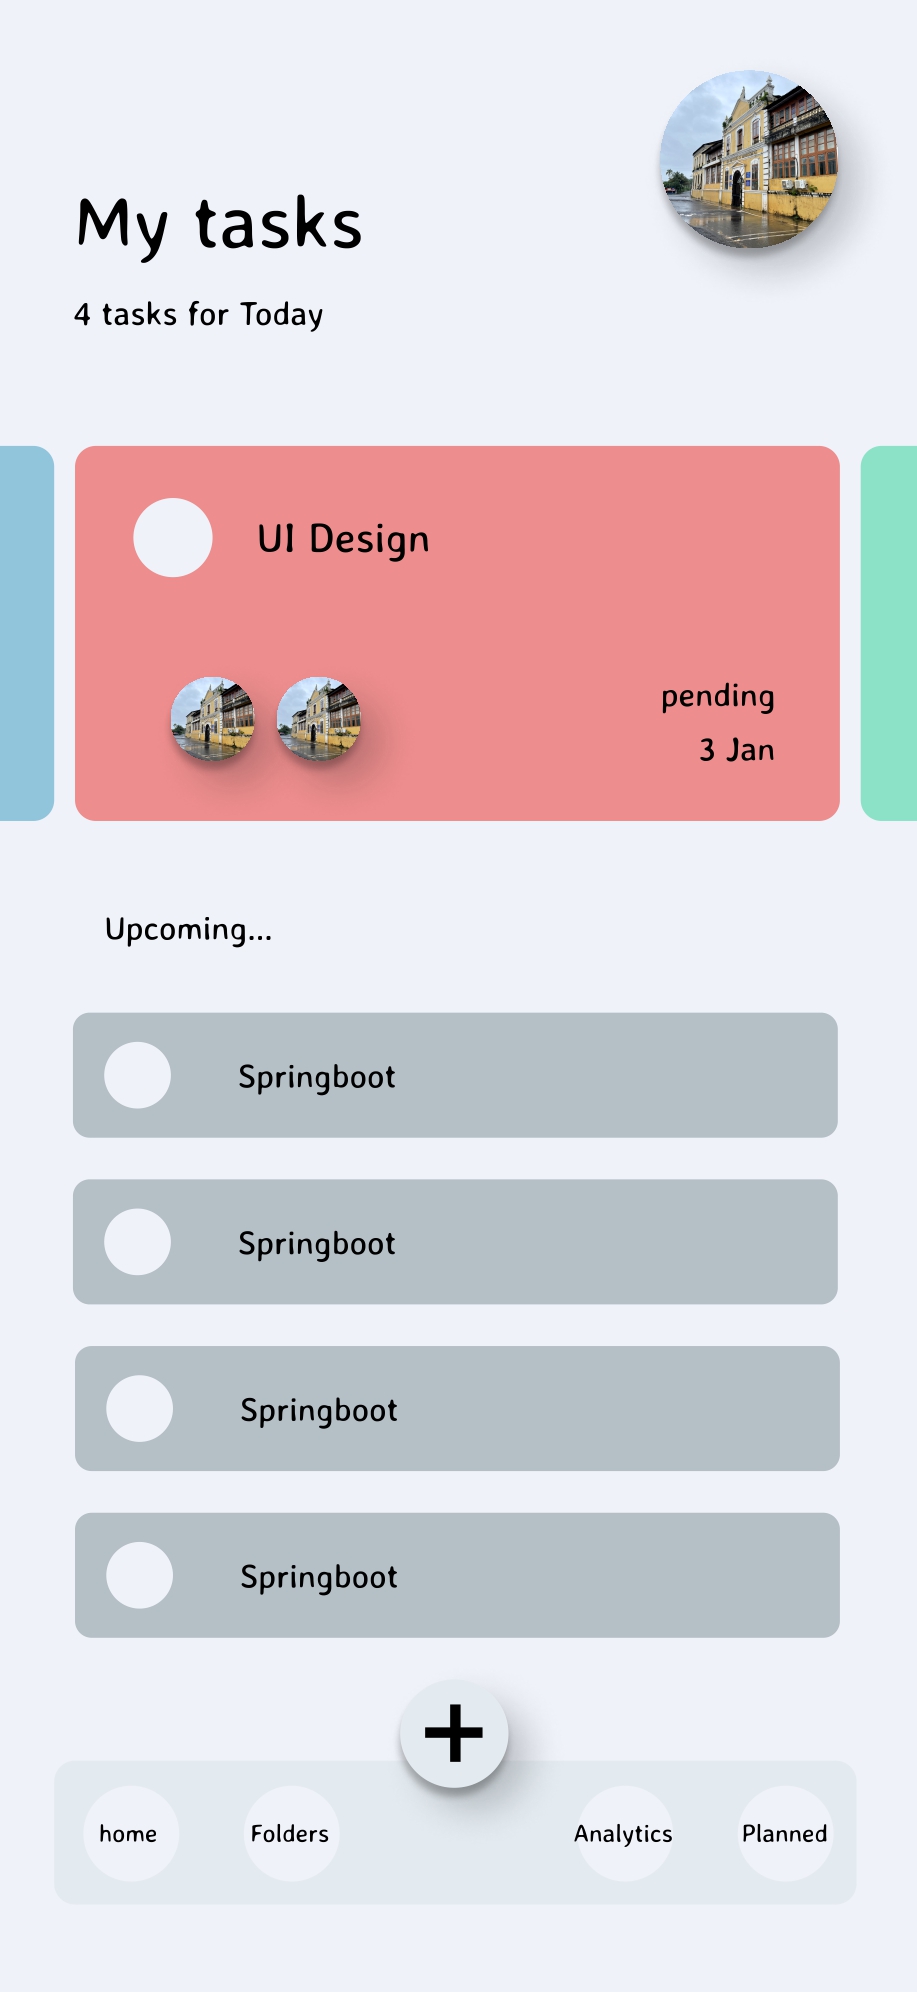 My tasks
4 tasks for Today
UI Design
pending
3 Jan
Upcoming...
Springboot
Springboot
Springboot
Springboot
+
home
Folders
Analytics
Planned